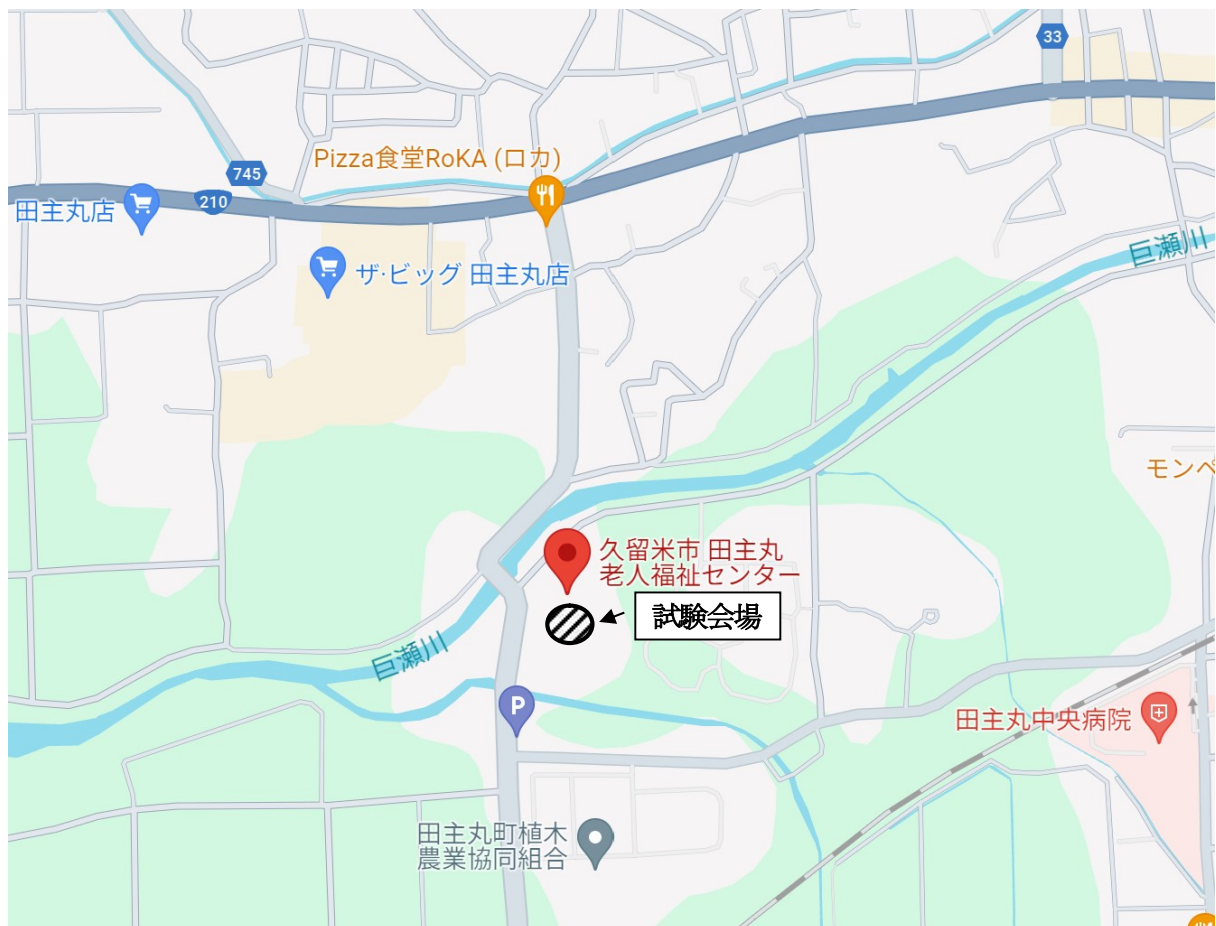 33
Pizza食堂RoKA (ロカ)
745
210
田主丸店
巨瀬川
ザ·ビッグ 田主丸店
モンペ
久留米市 田主丸
老人福祉センター
試験会場
巨瀬川
P
田主丸中央病院
田主丸町植木
農業協同組合